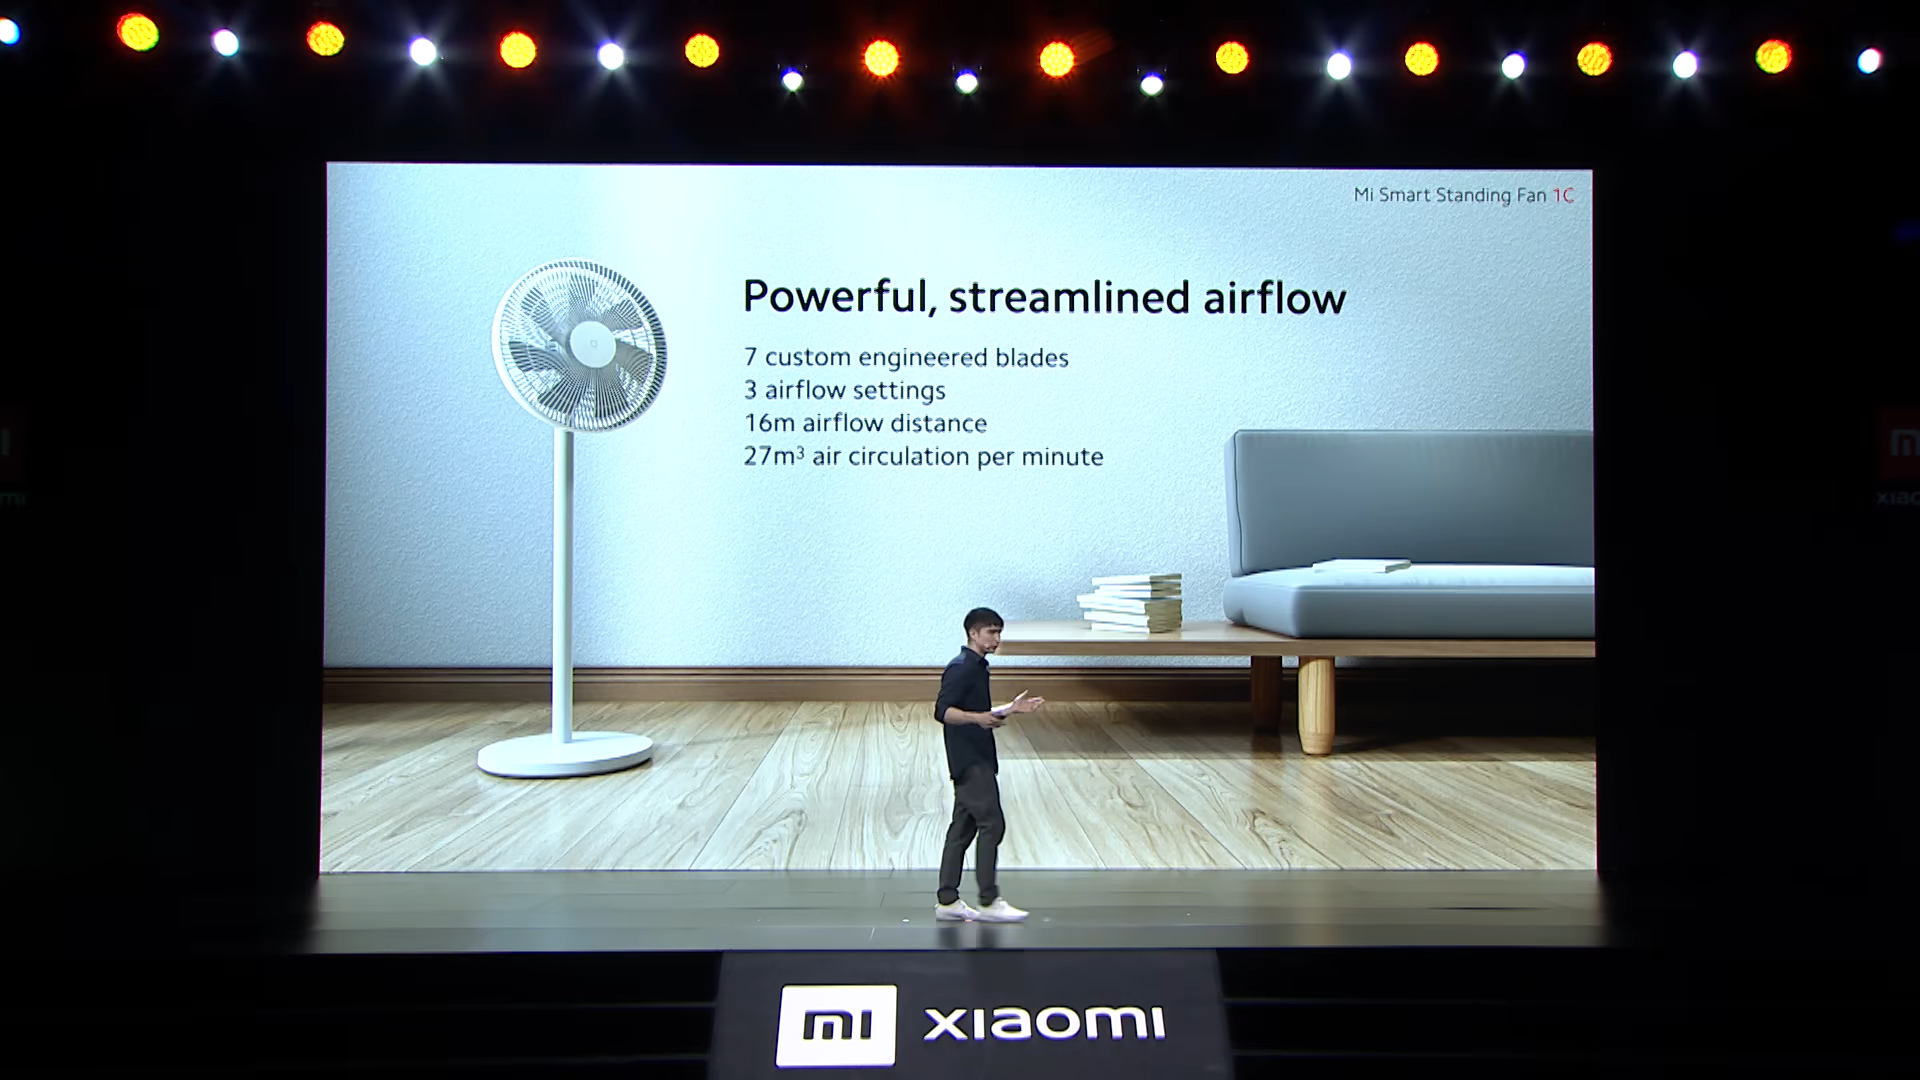 Mi Smart Standing Fan 1C
Powerful, streamlined airflow
7 custom engineered blades
3 airflow settings
16m airflow distance
27m³ air circulation per minute
mi xiaomi